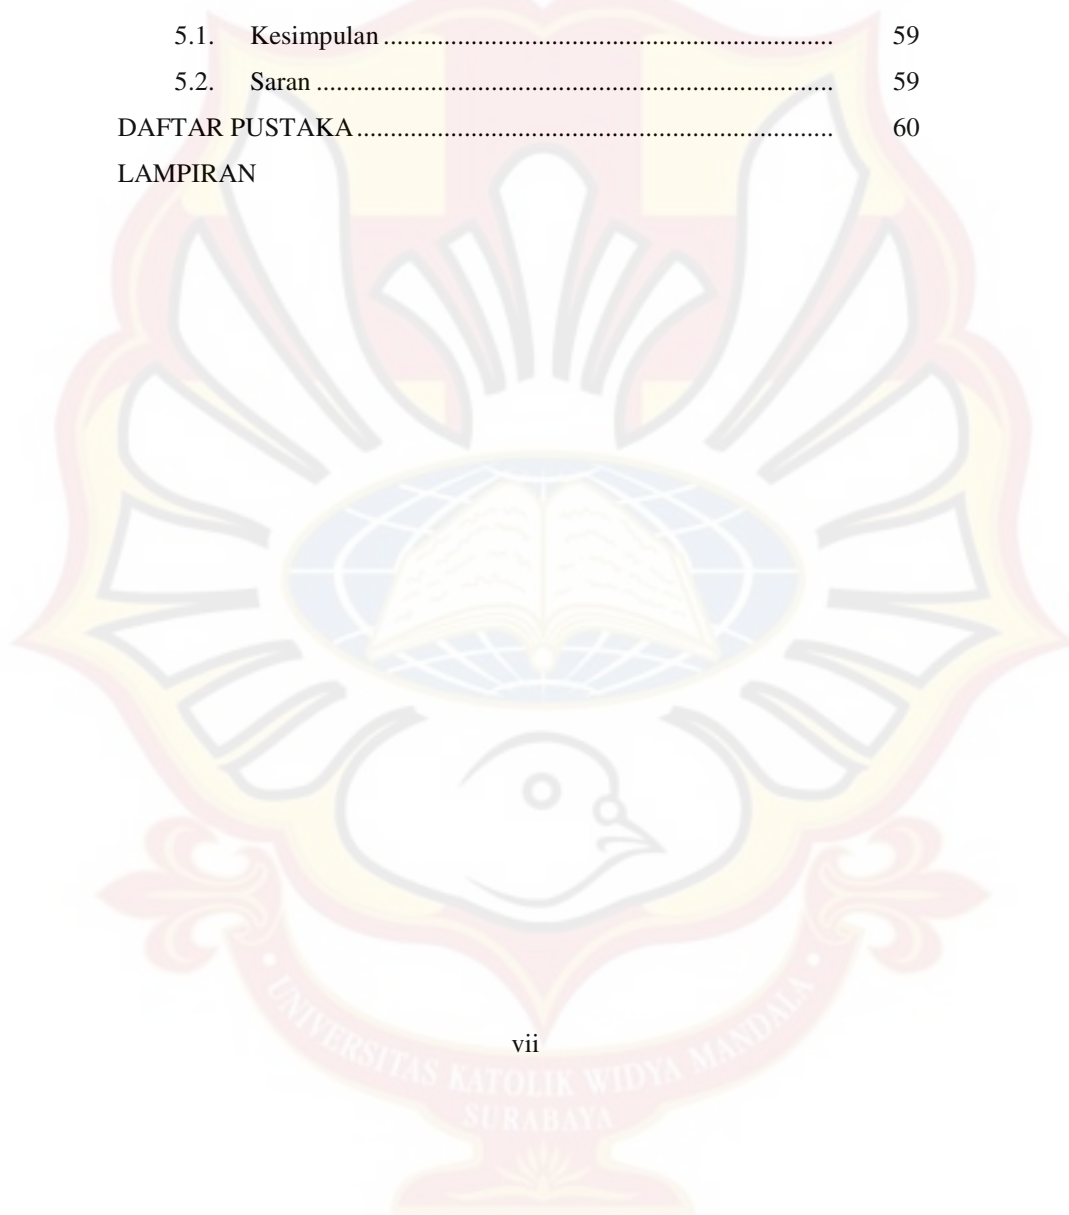 5.1. Kesimpulan ................................................................... 59
5.2. Saran ............................................................................. 59
DAFTAR PUSTAKA ....................................................................... 60
LAMPIRAN
vii
• UNIVERSITAS KATOLIK WIDYA MANDALA •
SURABAYA